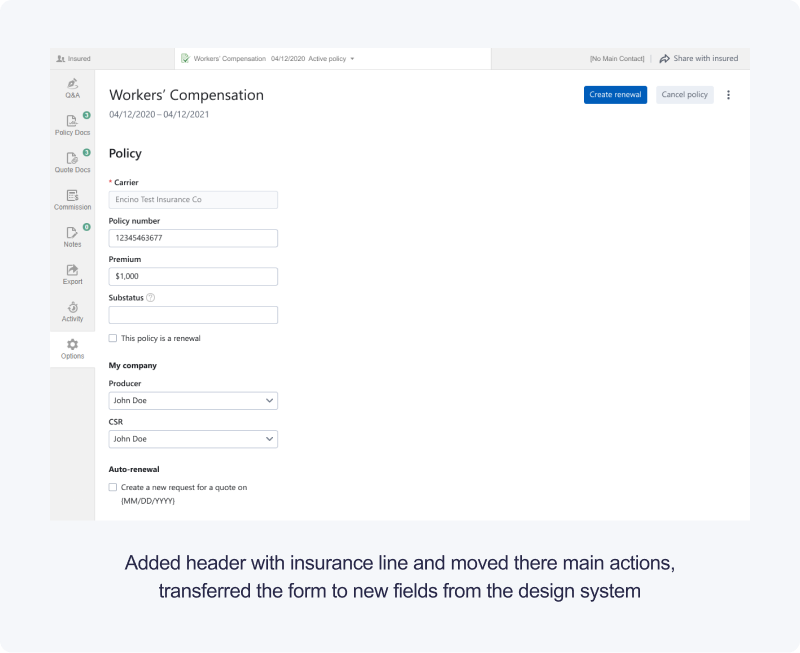 Insured
Workers' Compensation 04/12/2020 Active policy
[No Main Contact]
Share with insured
Q&A
3
Policy Docs
3
Quote Docs
Commission
Notes
Export
Activity
Options
Workers' Compensation
04/12/2020 – 04/12/2021
Create renewal
Cancel policy
Policy
* Carrier
Encino Test Insurance Co
Policy number
12345463677
Premium
$1,000
Substatus ?
This policy is a renewal
My company
Producer
John Doe
CSR
John Doe
Auto-renewal
Create a new request for a quote on
(MM/DD/YYYY)
Added header with insurance line and moved there main actions,
transferred the form to new fields from the design system